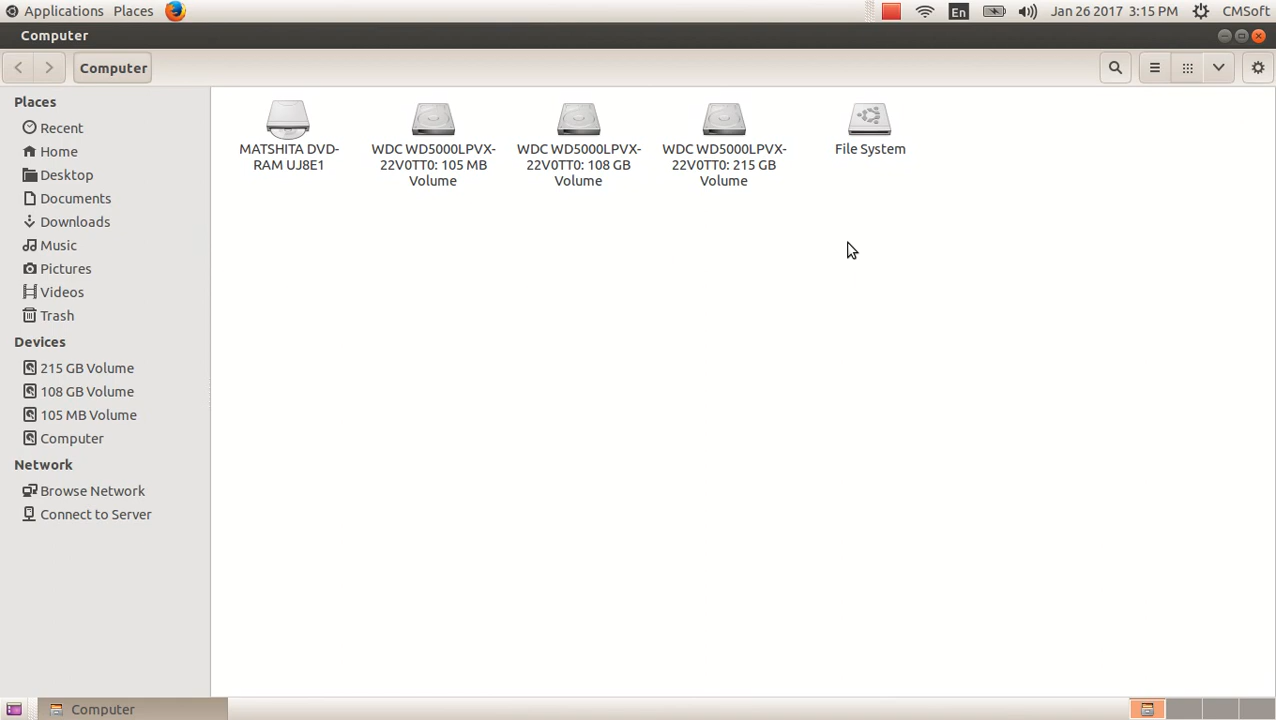 Applications Places En Jan 26 2017 3:15 PM CMSoft
Computer
Computer
Places
Recent
Home
Desktop
Documents
Downloads
Music
Pictures
Videos
Trash
Devices
215 GB Volume
108 GB Volume
105 MB Volume
Computer
Network
Browse Network
Connect to Server
MATSHITA DVD-
RAM UJ8E1
WDC WD5000LPVX-
22V0TT0: 105 MB
Volume
WDC WD5000LPVX-
22V0TT0: 108 GB
Volume
WDC WD5000LPVX-
22V0TT0: 215 GB
Volume
File System
Computer